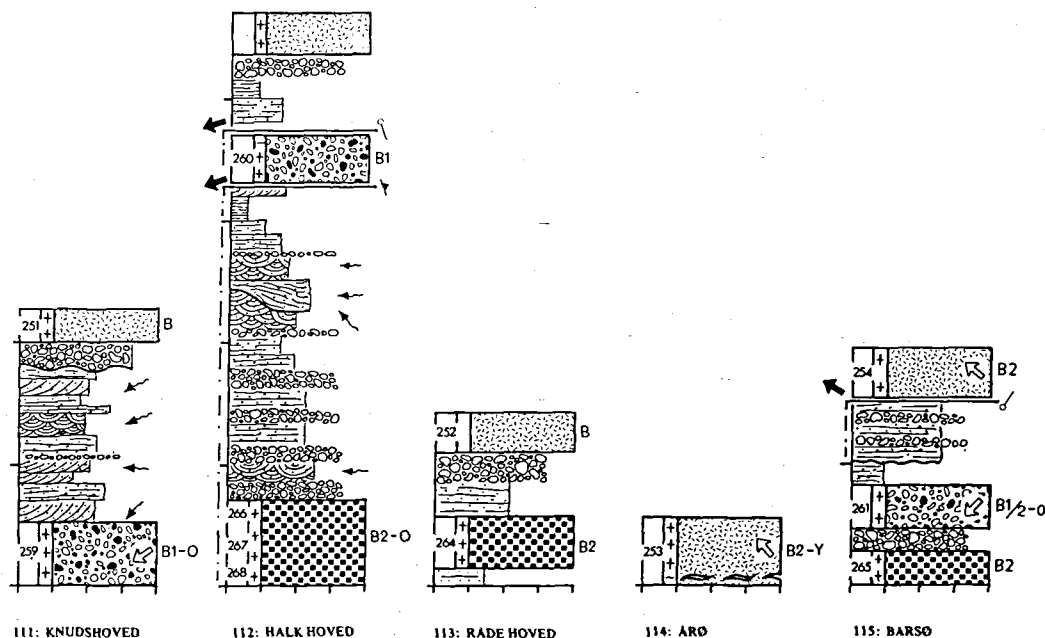 260 B1
251 B
259 B1-O
266
267 B2-O
268
252 B
264 B2
253 B2-Y
254 B2
261 B1/2-O
265 B2
111: KNUDSHOVED
112: HALK HOVED
113: RADE HOVED
114: ÅRØ
115: BARSØ